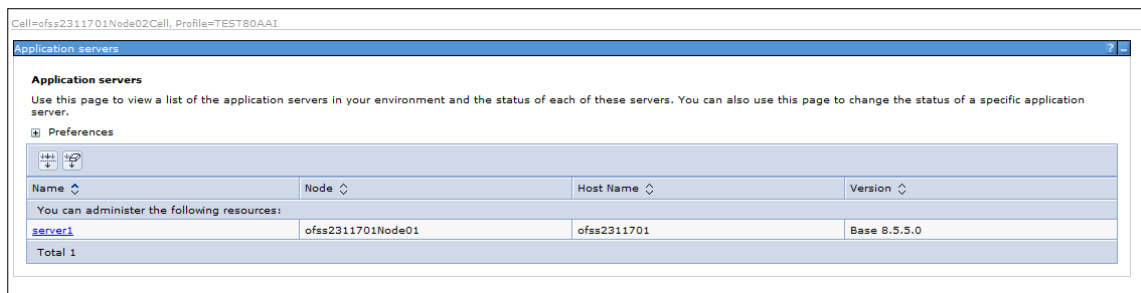 Cell=ofss2311701Node02Cell, Profile=TEST80AAI
Application servers ? _
Application servers
Use this page to view a list of the application servers in your environment and the status of each of these servers. You can also use this page to change the status of a specific application
server.
Preferences
Name Node Host Name Version
You can administer the following resources:
server1 ofss2311701Node01 ofss2311701 Base 8.5.5.0
Total 1